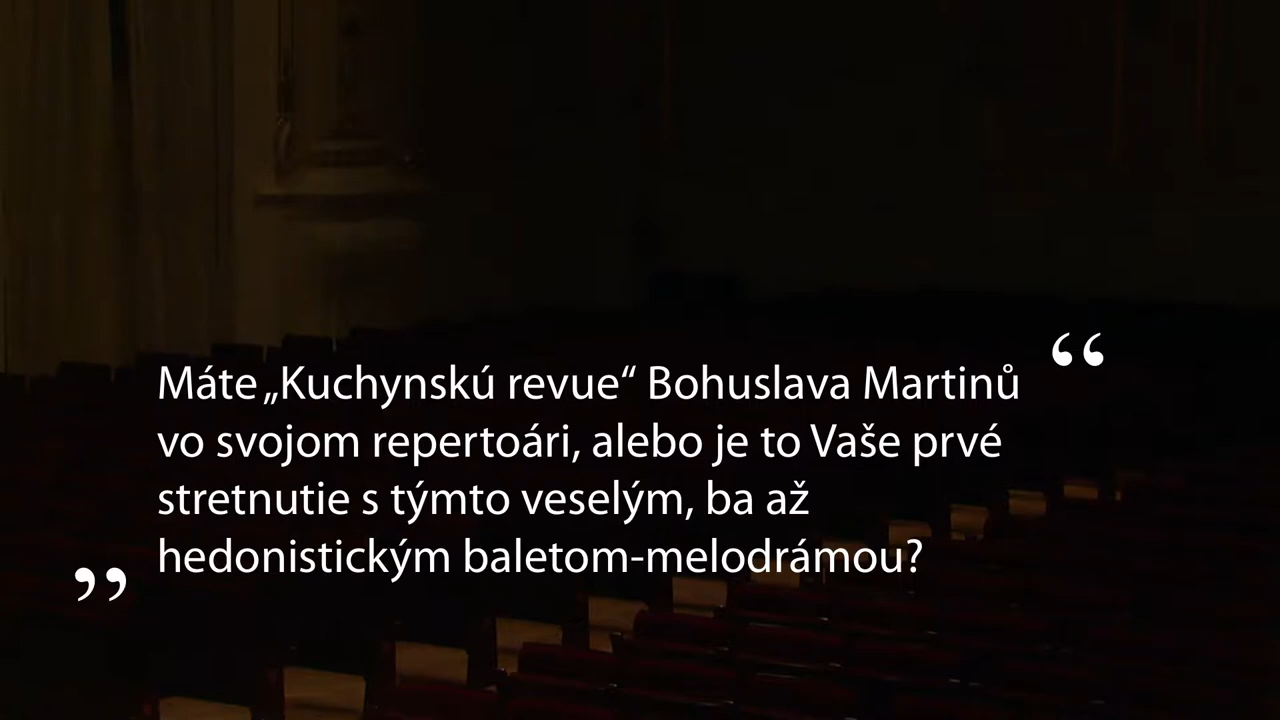 Máte „Kuchynskú revue“ Bohuslava Martinů
vo svojom repertoári, alebo je to Vaše prvé
stretnutie s týmto veselým, ba až
hedonistickým baletom-melodrámou?